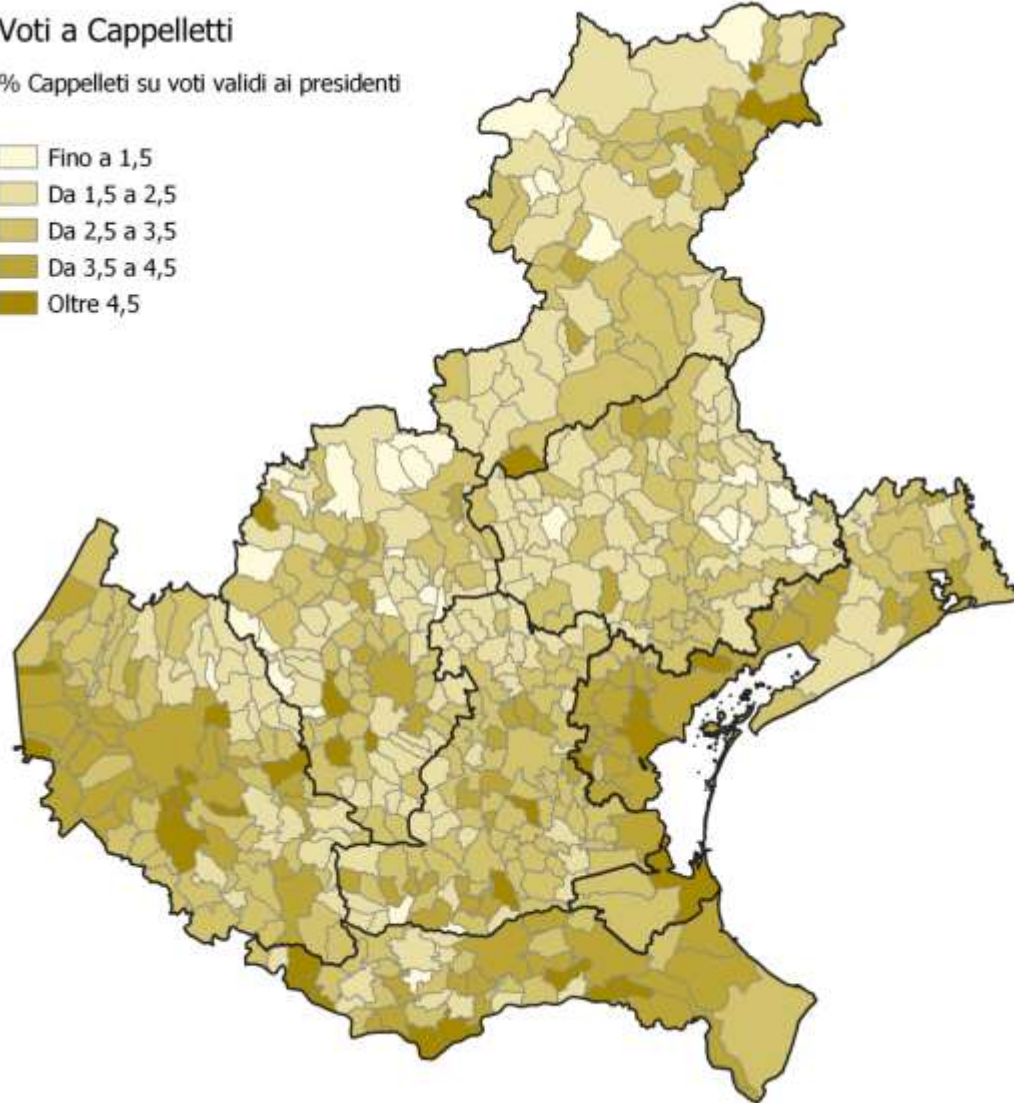 Voti a Cappelletti
% Cappelleti su voti validi ai presidenti
Fino a 1,5
Da 1,5 a 2,5
Da 2,5 a 3,5
Da 3,5 a 4,5
Oltre 4,5